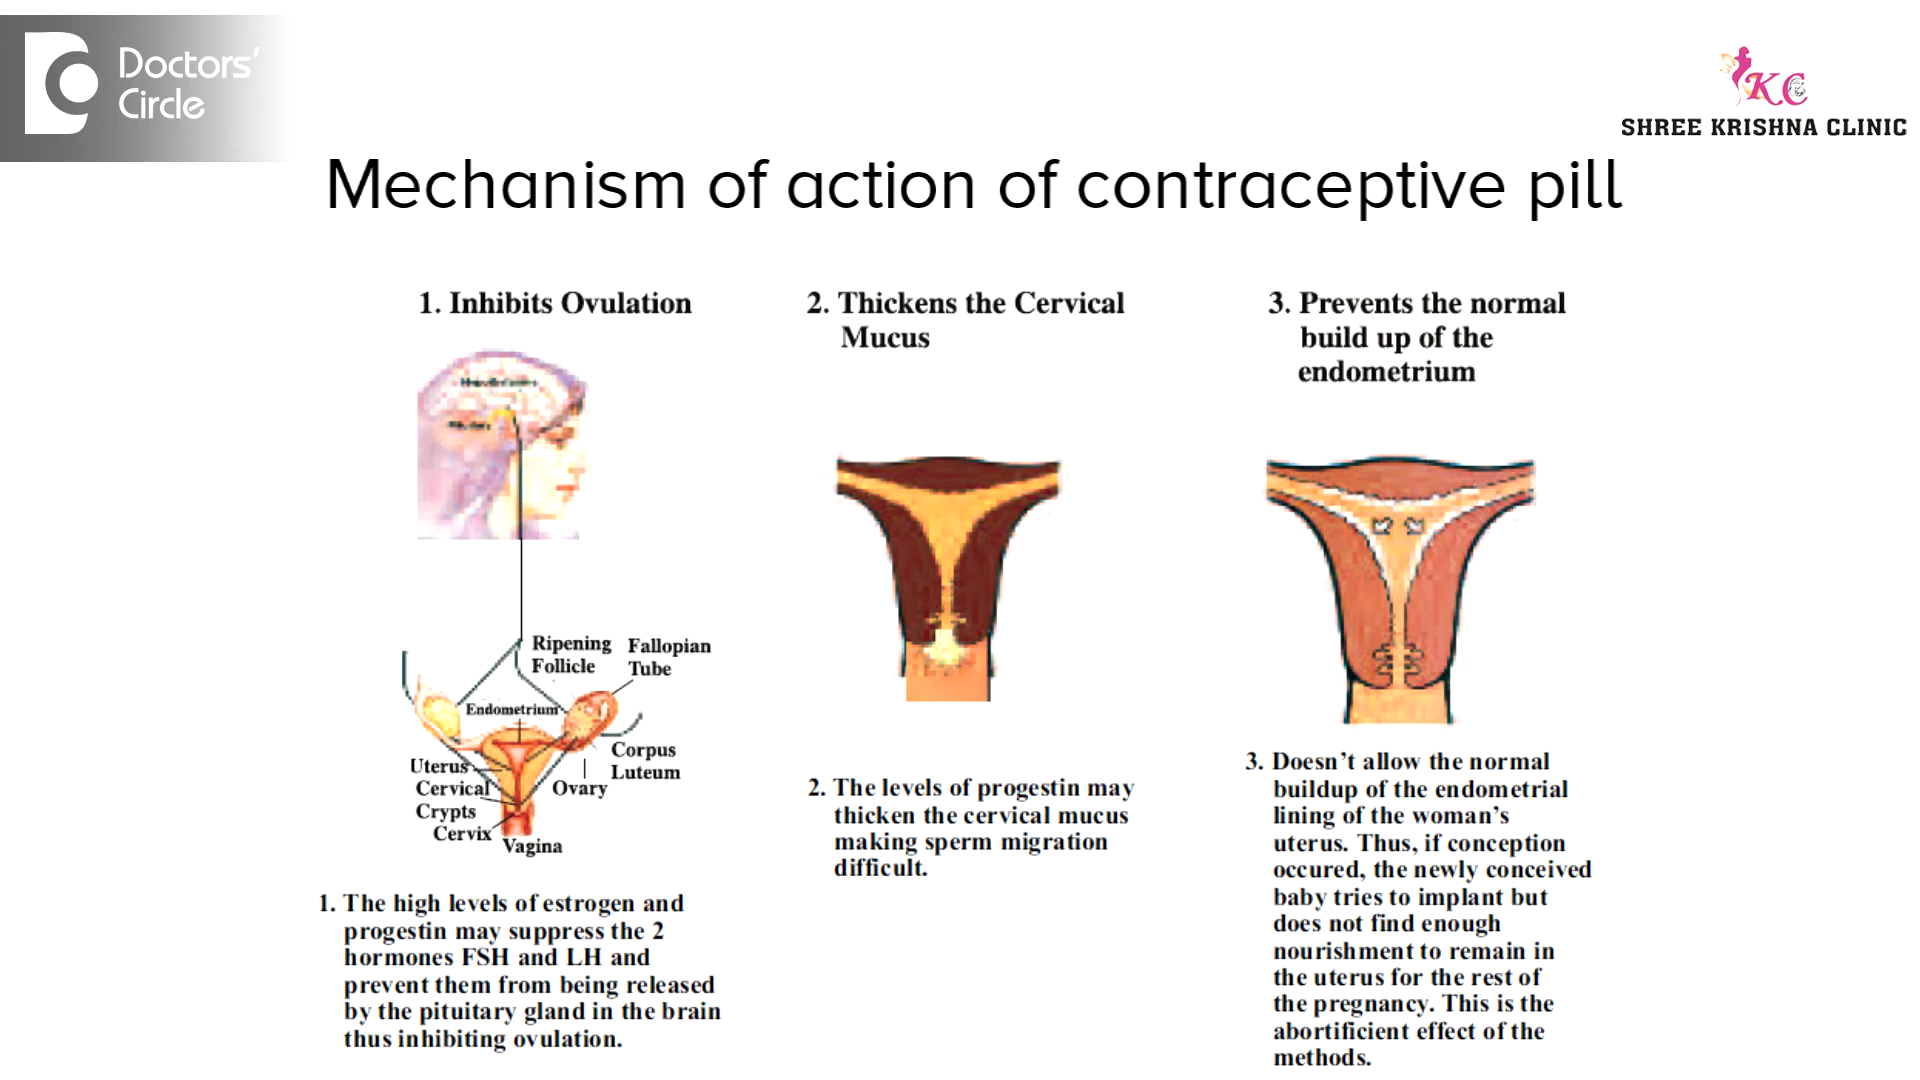 Doctors'
Circle
KC
SHREE KRISHNA CLINIC
Mechanism of action of contraceptive pill
1. Inhibits Ovulation
Ripening
Follicle
Fallopian
Tube
Endometrium
Corpus
Luteum
Uterus
Cervical
Crypts
Ovary
Cervix
Vagina
1. The high levels of estrogen and
progestin may suppress the 2
hormones FSH and LH and
prevent them from being released
by the pituitary gland in the brain
thus inhibiting ovulation.
2. Thickens the Cervical
Mucus
2. The levels of progestin may
thicken the cervical mucus
making sperm migration
difficult.
3. Prevents the normal
build up of the
endometrium
3. Doesn't allow the normal
buildup of the endometrial
lining of the woman's
uterus. Thus, if conception
occured, the newly conceived
baby tries to implant but
does not find enough
nourishment to remain in
the uterus for the rest of
the pregnancy. This is the
abortificient effect of the
methods.